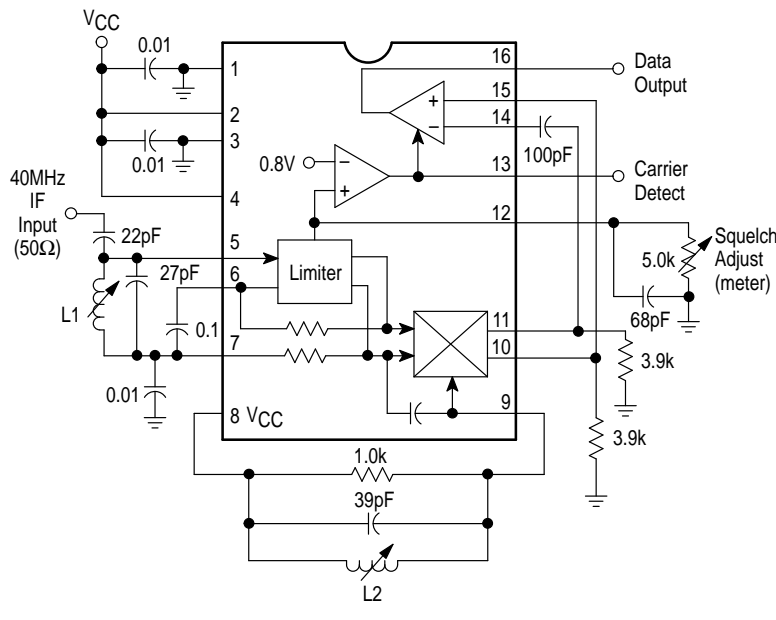 VCC
0.01
1
16
Data
Output
15
+
2
−
14
3
0.01
100pF
0.8V
−
+
13
Carrier
Detect
4
40MHz
IF
Input
(50Ω)
12
22pF
5
Squelch
Adjust
(meter)
5.0k
Limiter
27pF
6
L1
68pF
0.1
11
7
10
3.9k
0.01
8 VCC
9
3.9k
1.0k
39pF
L2